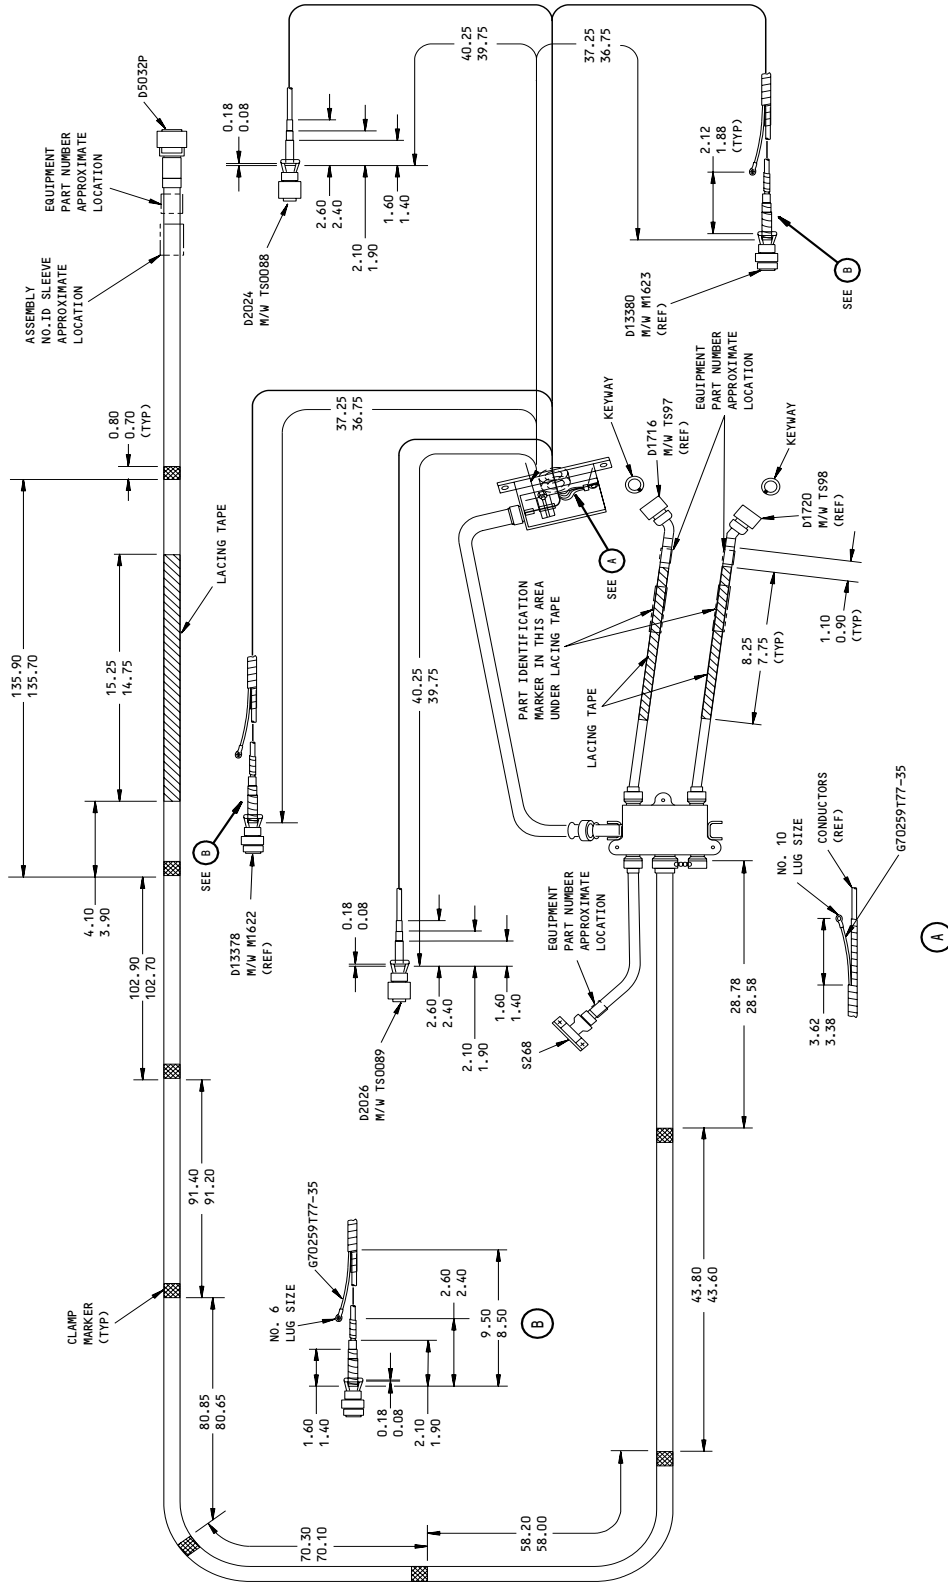 D5032P
EQUIPMENT
PART NUMBER
APPROXIMATE
LOCATION
ASSEMBLY
NO.ID SLEEVE
APPROXIMATE
LOCATION
0.80
0.70
(TYP)
135.90
135.70
15.25
14.75
LACING TAPE
4.10
3.90
102.90
102.70
91.40
91.20
CLAMP
MARKER
(TYP)
80.85
80.65
70.30
70.10
58.20
58.00
43.80
43.60
28.78
28.58
40.25
39.75
37.25
36.75
0.18
0.08
D2024
M/W TS0088
2.60
2.40
2.10
1.90
1.60
1.40
2.12
1.88
(TYP)
D13380
M/W M1623
(REF)
SEE
B
37.25
36.75
SEE
B
D13378
M/W M1622
(REF)
40.25
39.75
0.18
0.08
D2026
M/W TS0089
2.60
2.40
2.10
1.90
1.60
1.40
SEE
A
KEYWAY
D1716
M/W TS97
(REF)
EQUIPMENT
PART NUMBER
APPROXIMATE
LOCATION
KEYWAY
D1720
M/W TS98
(REF)
PART IDENTIFICATION
MARKER IN THIS AREA
UNDER LACING TAPE
LACING TAPE
8.25
7.75
(TYP)
1.10
0.90
(TYP)
EQUIPMENT
PART NUMBER
APPROXIMATE
LOCATION
S268
NO. 6
LUG SIZE
G70259T77-35
1.60
1.40
0.18
0.08
2.10
1.90
2.60
2.40
9.50
8.50
B
NO. 10
LUG SIZE
CONDUCTORS
(REF)
G70259T77-35
3.62
3.38
A